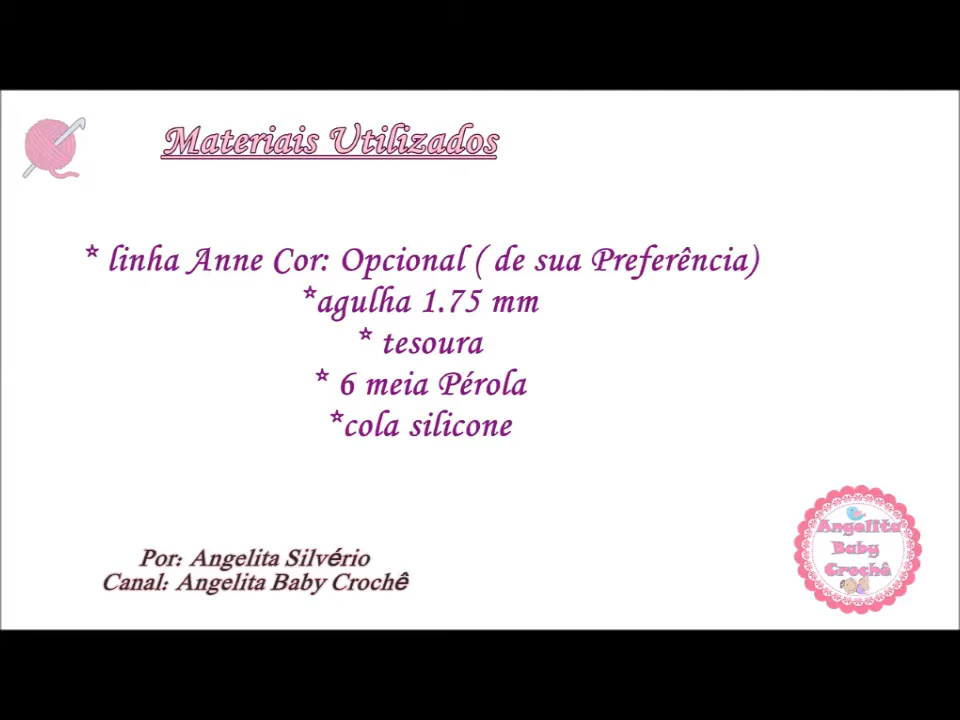 Materiais Utilizados
* linha Anne Cor: Opcional ( de sua Preferência)
*agulha 1.75 mm
* tesoura
* 6 meia Pérola
*cola silicone
Por: Angelita Silvério
Canal: Angelita Baby Crochê
Angelita
Baby
Crochê